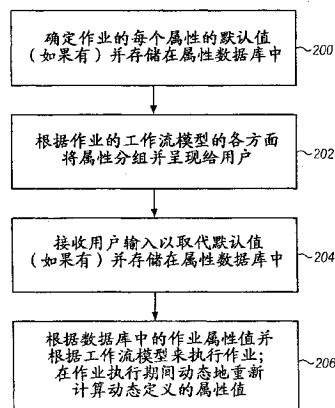 确定作业的每个属性的默认值
(如果有)并存储在属性数据库中
200
根据作业的工作流模型的各方面
将属性分组并呈现给用户
202
接收用户输入以取代默认值
(如果有)并存储在属性数据库中
204
根据数据库中的作业属性值并
根据工作流模型来执行作业;
在作业执行期间动态地重新
计算动态定义的属性值
206